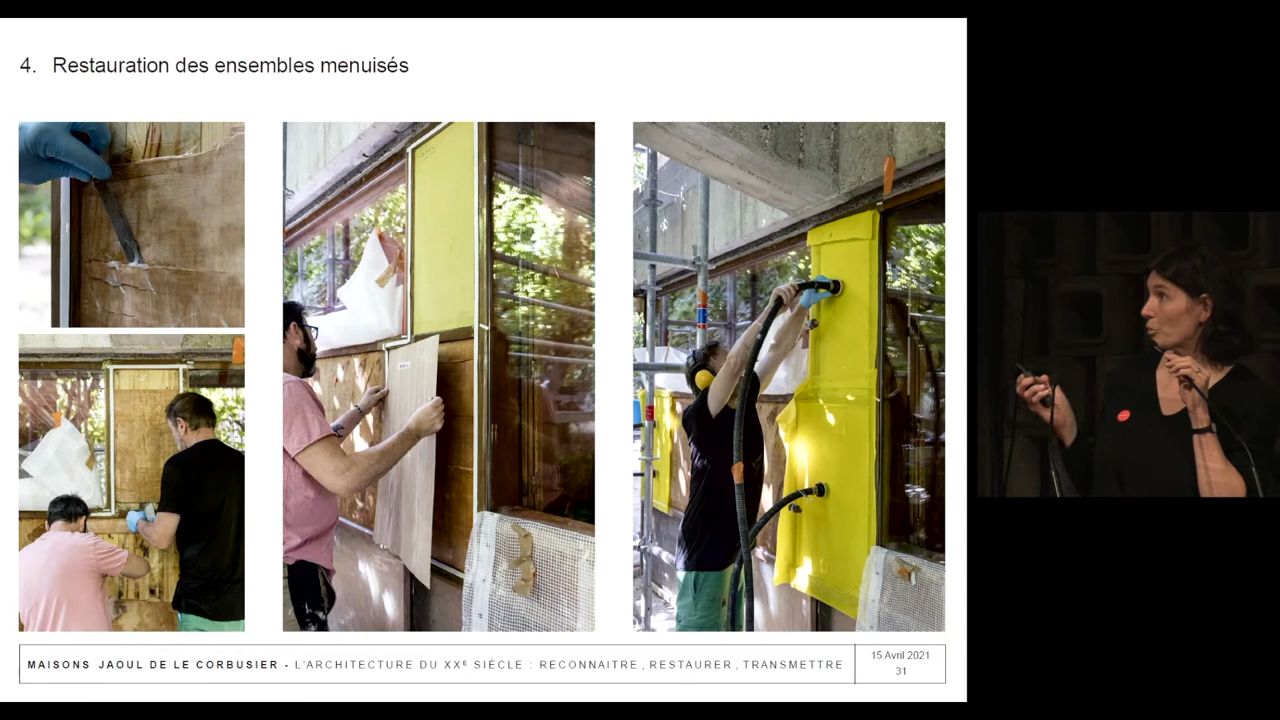 4. Restauration des ensembles menuisés
MAISONS JAOUL DE LE CORBUSIER - L'ARCHITECTURE DU XXᴱ SIÈCLE : RECONNAITRE , RESTAURER , TRANSMETTRE
15 Avril 2021
31